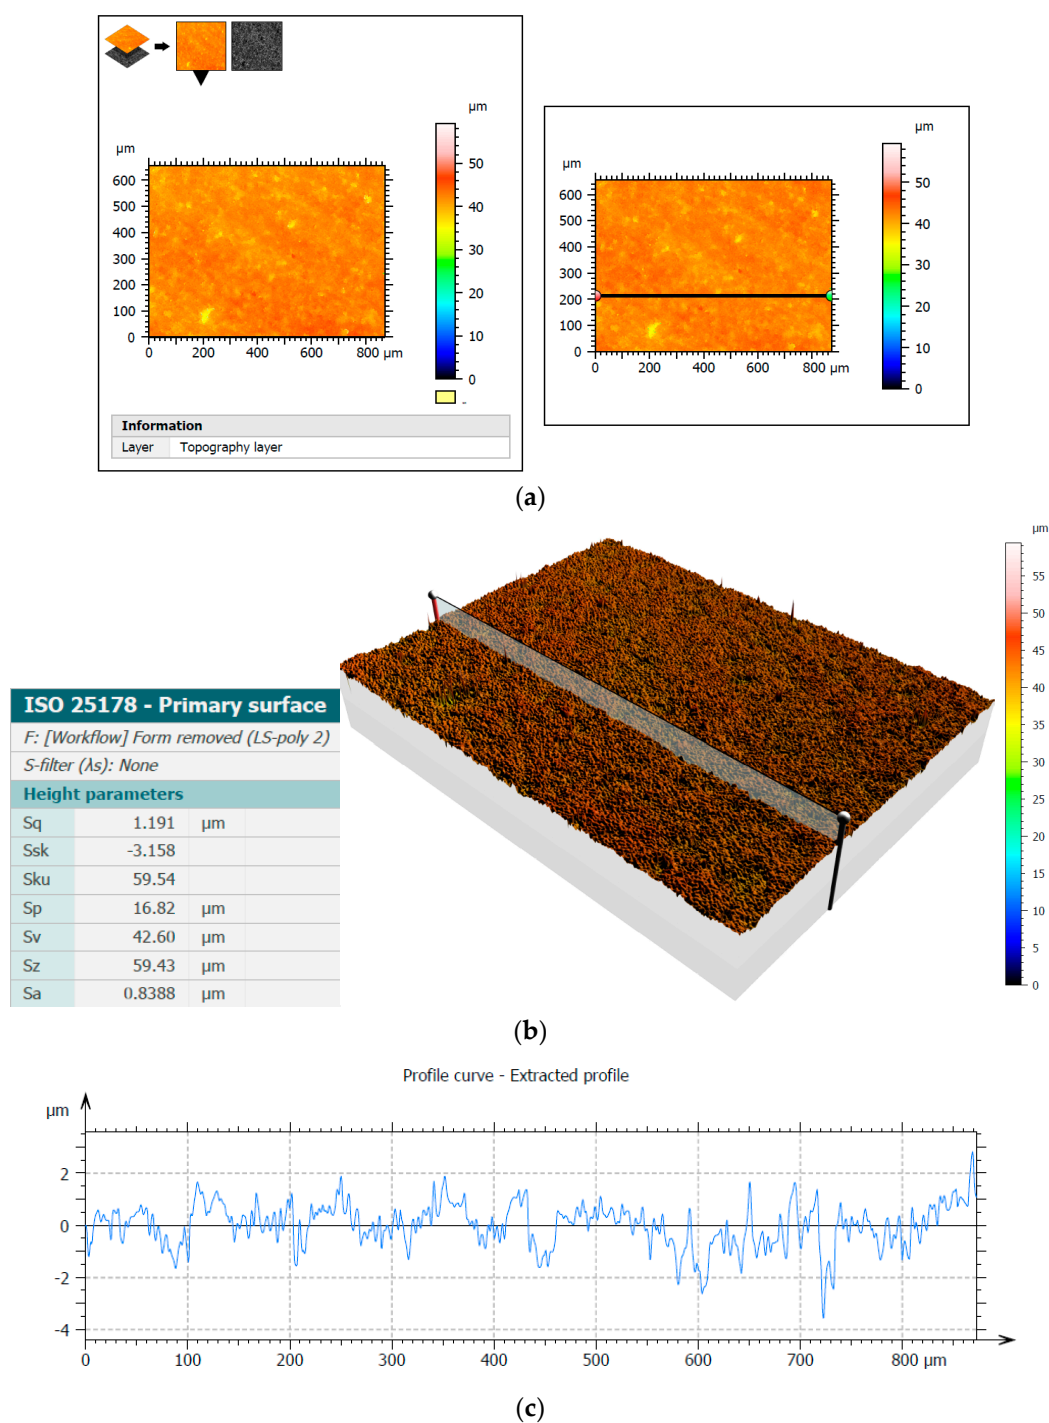 µm
50
40
30
20
10
0
µm
600
500
400
300
200
100
0
0 200 400 600 800 µm
Information
Layer Topography layer
µm
50
40
30
20
10
0
µm
600
500
400
300
200
100
0
0 200 400 600 800 µm
(a)
µm
55
50
45
40
35
30
25
20
15
10
5
0
ISO 25178 - Primary surface
F: [Workflow] Form removed (LS-poly 2)
S-filter (λs): None
Height parameters
Sq 1.191 µm
Ssk -3.158
Sku 59.54
Sp 16.82 µm
Sv 42.60 µm
Sz 59.43 µm
Sa 0.8388 µm
(b)
Profile curve - Extracted profile
µm
2
0
-2
-4
0 100 200 300 400 500 600 700 800 µm
(c)